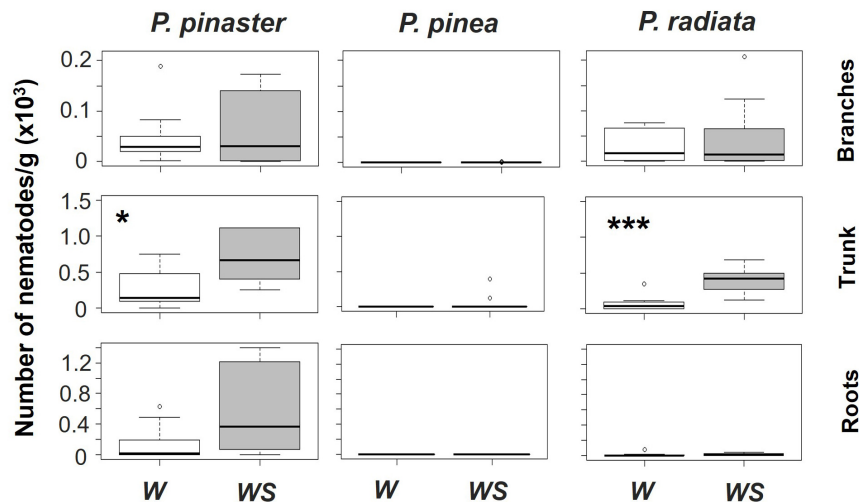 P. pinaster P. pinea P. radiata
Number of nematodes/g (x10³)
0.2
0.1
0
Branches
1.5
1.0
0.5
0
*
***
Trunk
1.2
0.8
0.4
0
Roots
W WS W WS W WS